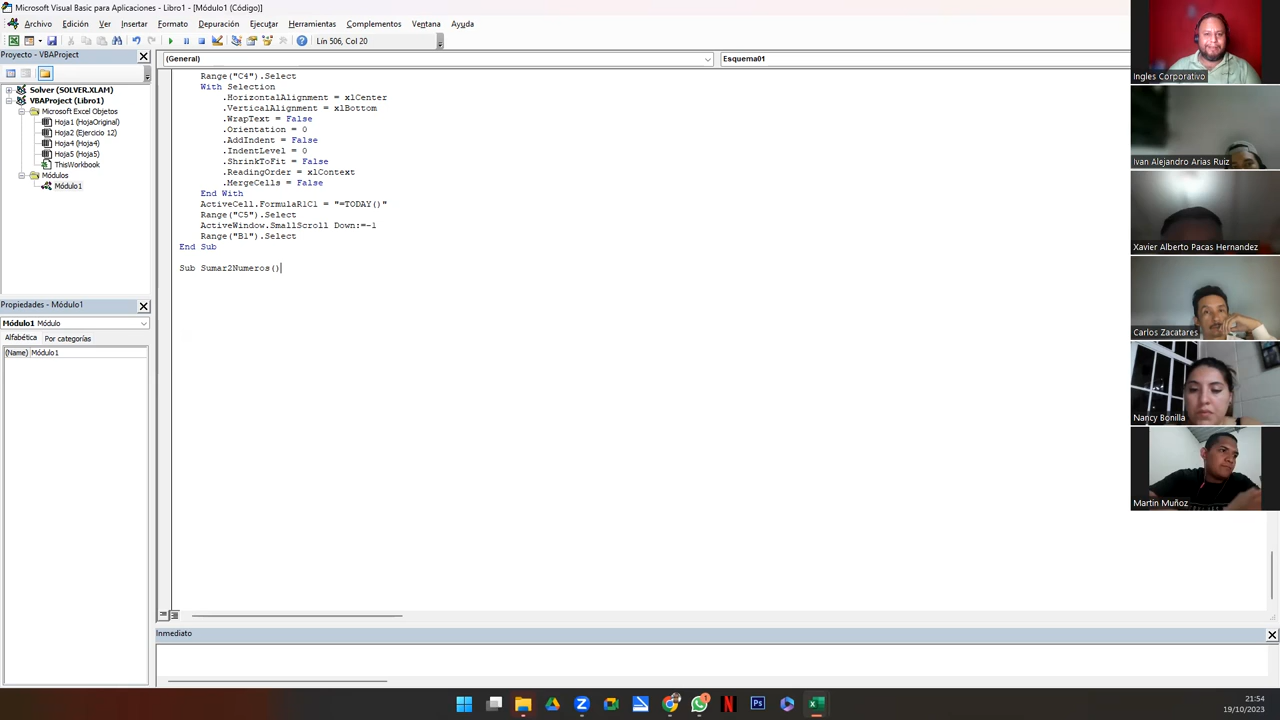 Microsoft Visual Basic para Aplicaciones - Libro1 - [Módulo1 (Código)]
Archivo Edición Ver Insertar Formato Depuración Ejecutar Herramientas Complementos Ventana Ayuda
Lín 506, Col 20
Proyecto - VBAProject
Solver (SOLVER.XLAM)
VBAProject (Libro1)
Microsoft Excel Objetos
Hoja1 (HojaOriginal)
Hoja2 (Ejercicio 12)
Hoja4 (Hoja4)
Hoja5 (Hoja5)
ThisWorkbook
Módulos
Módulo1
Propiedades - Módulo1
Módulo1 Módulo
Alfabética Por categorías
(Name) Módulo1
(General) Esquema01
Range("C4").Select
With Selection
.HorizontalAlignment = xlCenter
.VerticalAlignment = xlBottom
.WrapText = False
.Orientation = 0
.AddIndent = False
.IndentLevel = 0
.ShrinkToFit = False
.ReadingOrder = xlContext
.MergeCells = False
End With
ActiveCell.FormulaR1C1 = "=TODAY()"
Range("C5").Select
ActiveWindow.SmallScroll Down:=-1
Range("B1").Select
End Sub
Sub Sumar2Numeros()
Inmediato
Ingles Corporativo
Ivan Alejandro Arias Ruiz
Xavier Alberto Pacas Hernandez
Carlos Zacatares
Nancy Bonilla
Martin Muñoz
1
21:54
19/10/2023